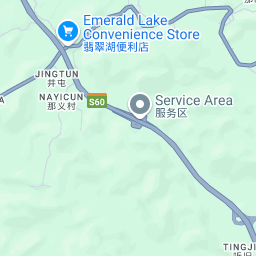 Emerald Lake
Convenience Store
翡翠湖便利店
JINGTUN
井屯
NAYICUN
那义村
S60
Service Area
服务区
TINGJI